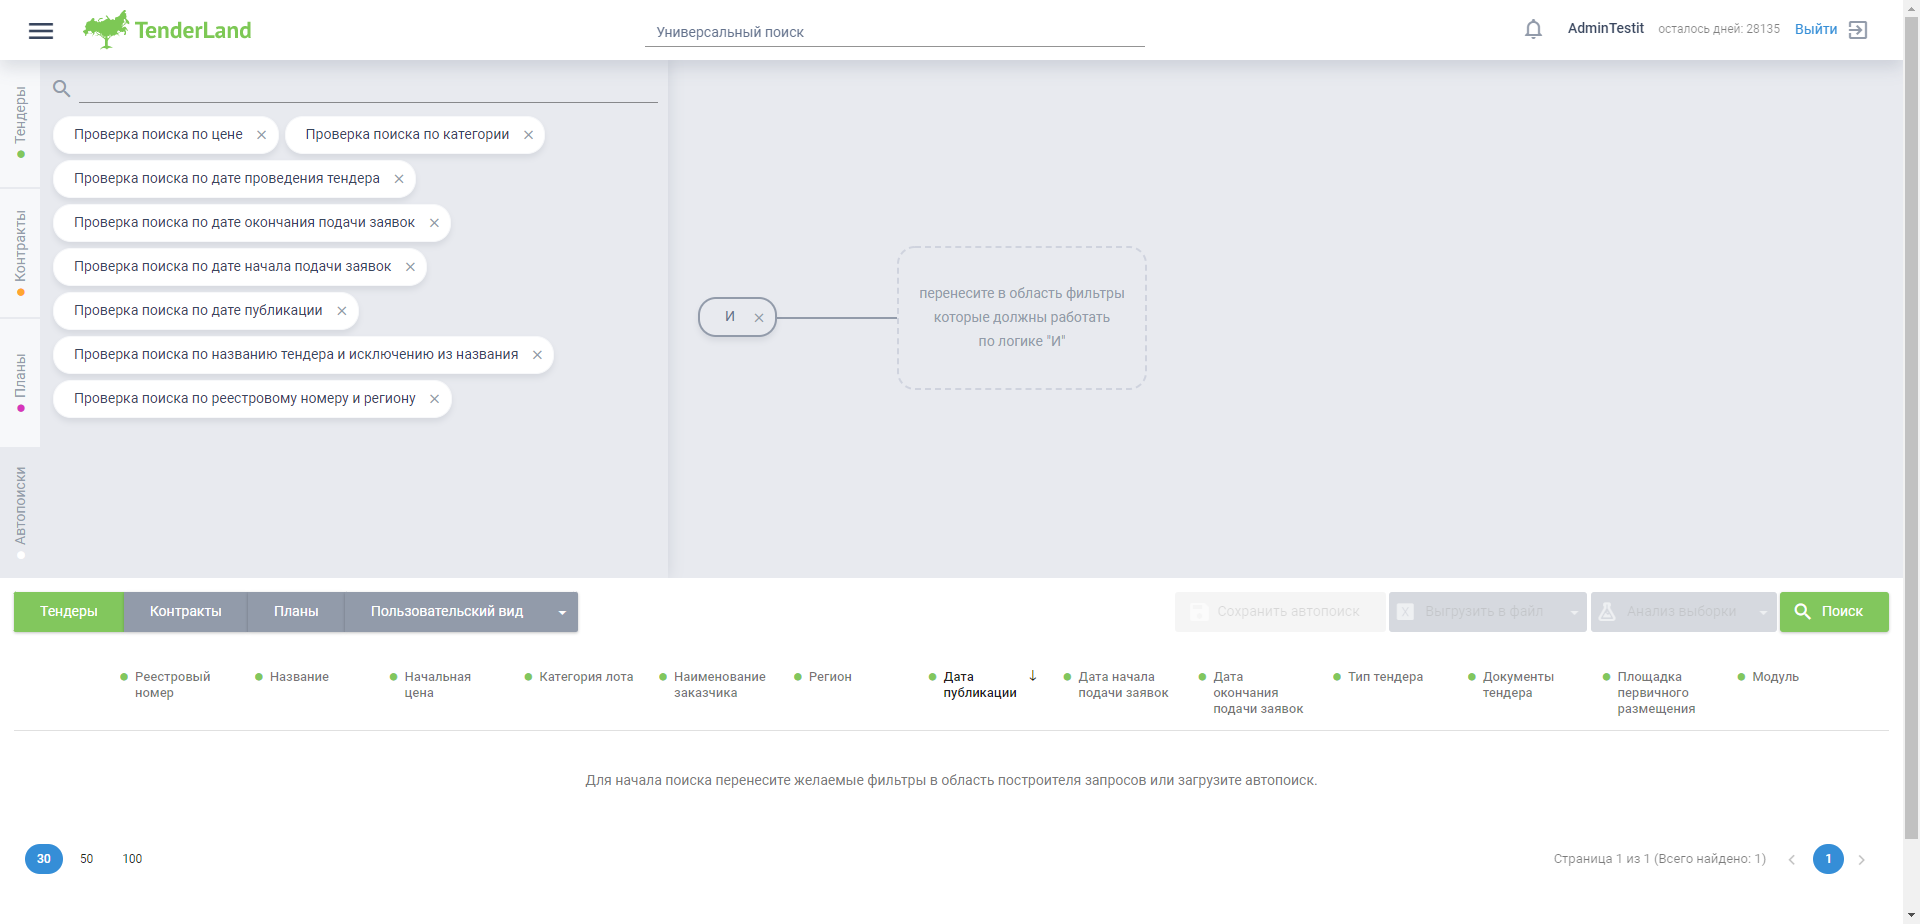 TenderLand
Универсальный поиск
AdminTestit
осталось дней: 28135
Выйти
Тендеры
Контракты
Планы
Автопоиски
Проверка поиска по цене
Проверка поиска по категории
Проверка поиска по дате проведения тендера
Проверка поиска по дате окончания подачи заявок
Проверка поиска по дате начала подачи заявок
Проверка поиска по дате публикации
Проверка поиска по названию тендера и исключению из названия
Проверка поиска по реестровому номеру и региону
И
перенесите в область фильтры
которые должны работать
по логике "И"
Тендеры
Контракты
Планы
Пользовательский вид
Сохранить автопоиск
Выгрузить в файл
Анализ выборки
Поиск
Реестровый
номер
Название
Начальная
цена
Категория лота
Наименование
заказчика
Регион
Дата
публикации
Дата начала
подачи заявок
Дата
окончания
подачи заявок
Тип тендера
Документы
тендера
Площадка
первичного
размещения
Модуль
Для начала поиска перенесите желаемые фильтры в область построителя запросов или загрузите автопоиск.
30
50
100
Страница 1 из 1 (Всего найдено: 1)
1